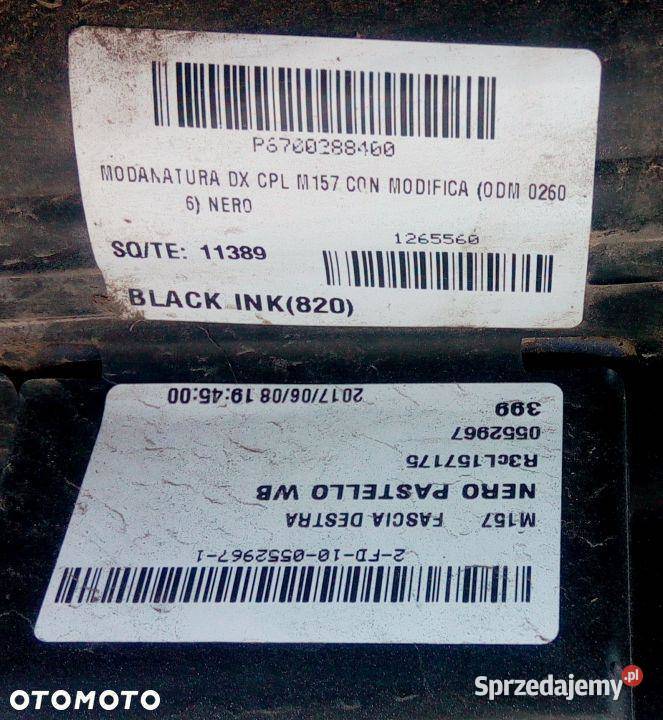 P6700288400
MODANATURA DX CPL M157 CON MODIFICA (ODM 0260
6) NERO
1265560
SQ/TE: 11389
BLACK INK(820)
2-FD-10-0552967-1
M157 FASCIA DESTRA
NERO PASTELLO WB
R3cL157175
0552967
399
2017/06/08 19:45:00
OTOMOTO
Sprzedajemy.pl